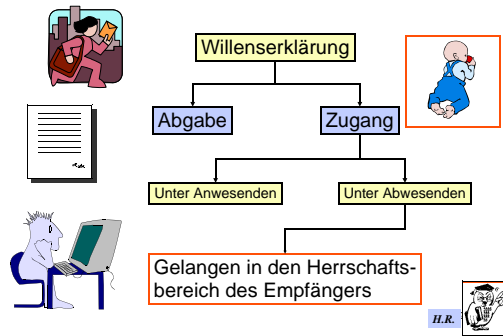 Willenserklärung
Abgabe
Zugang
Unter Anwesenden
Unter Abwesenden
Gelangen in den Herrschafts-
bereich des Empfängers
H.R.